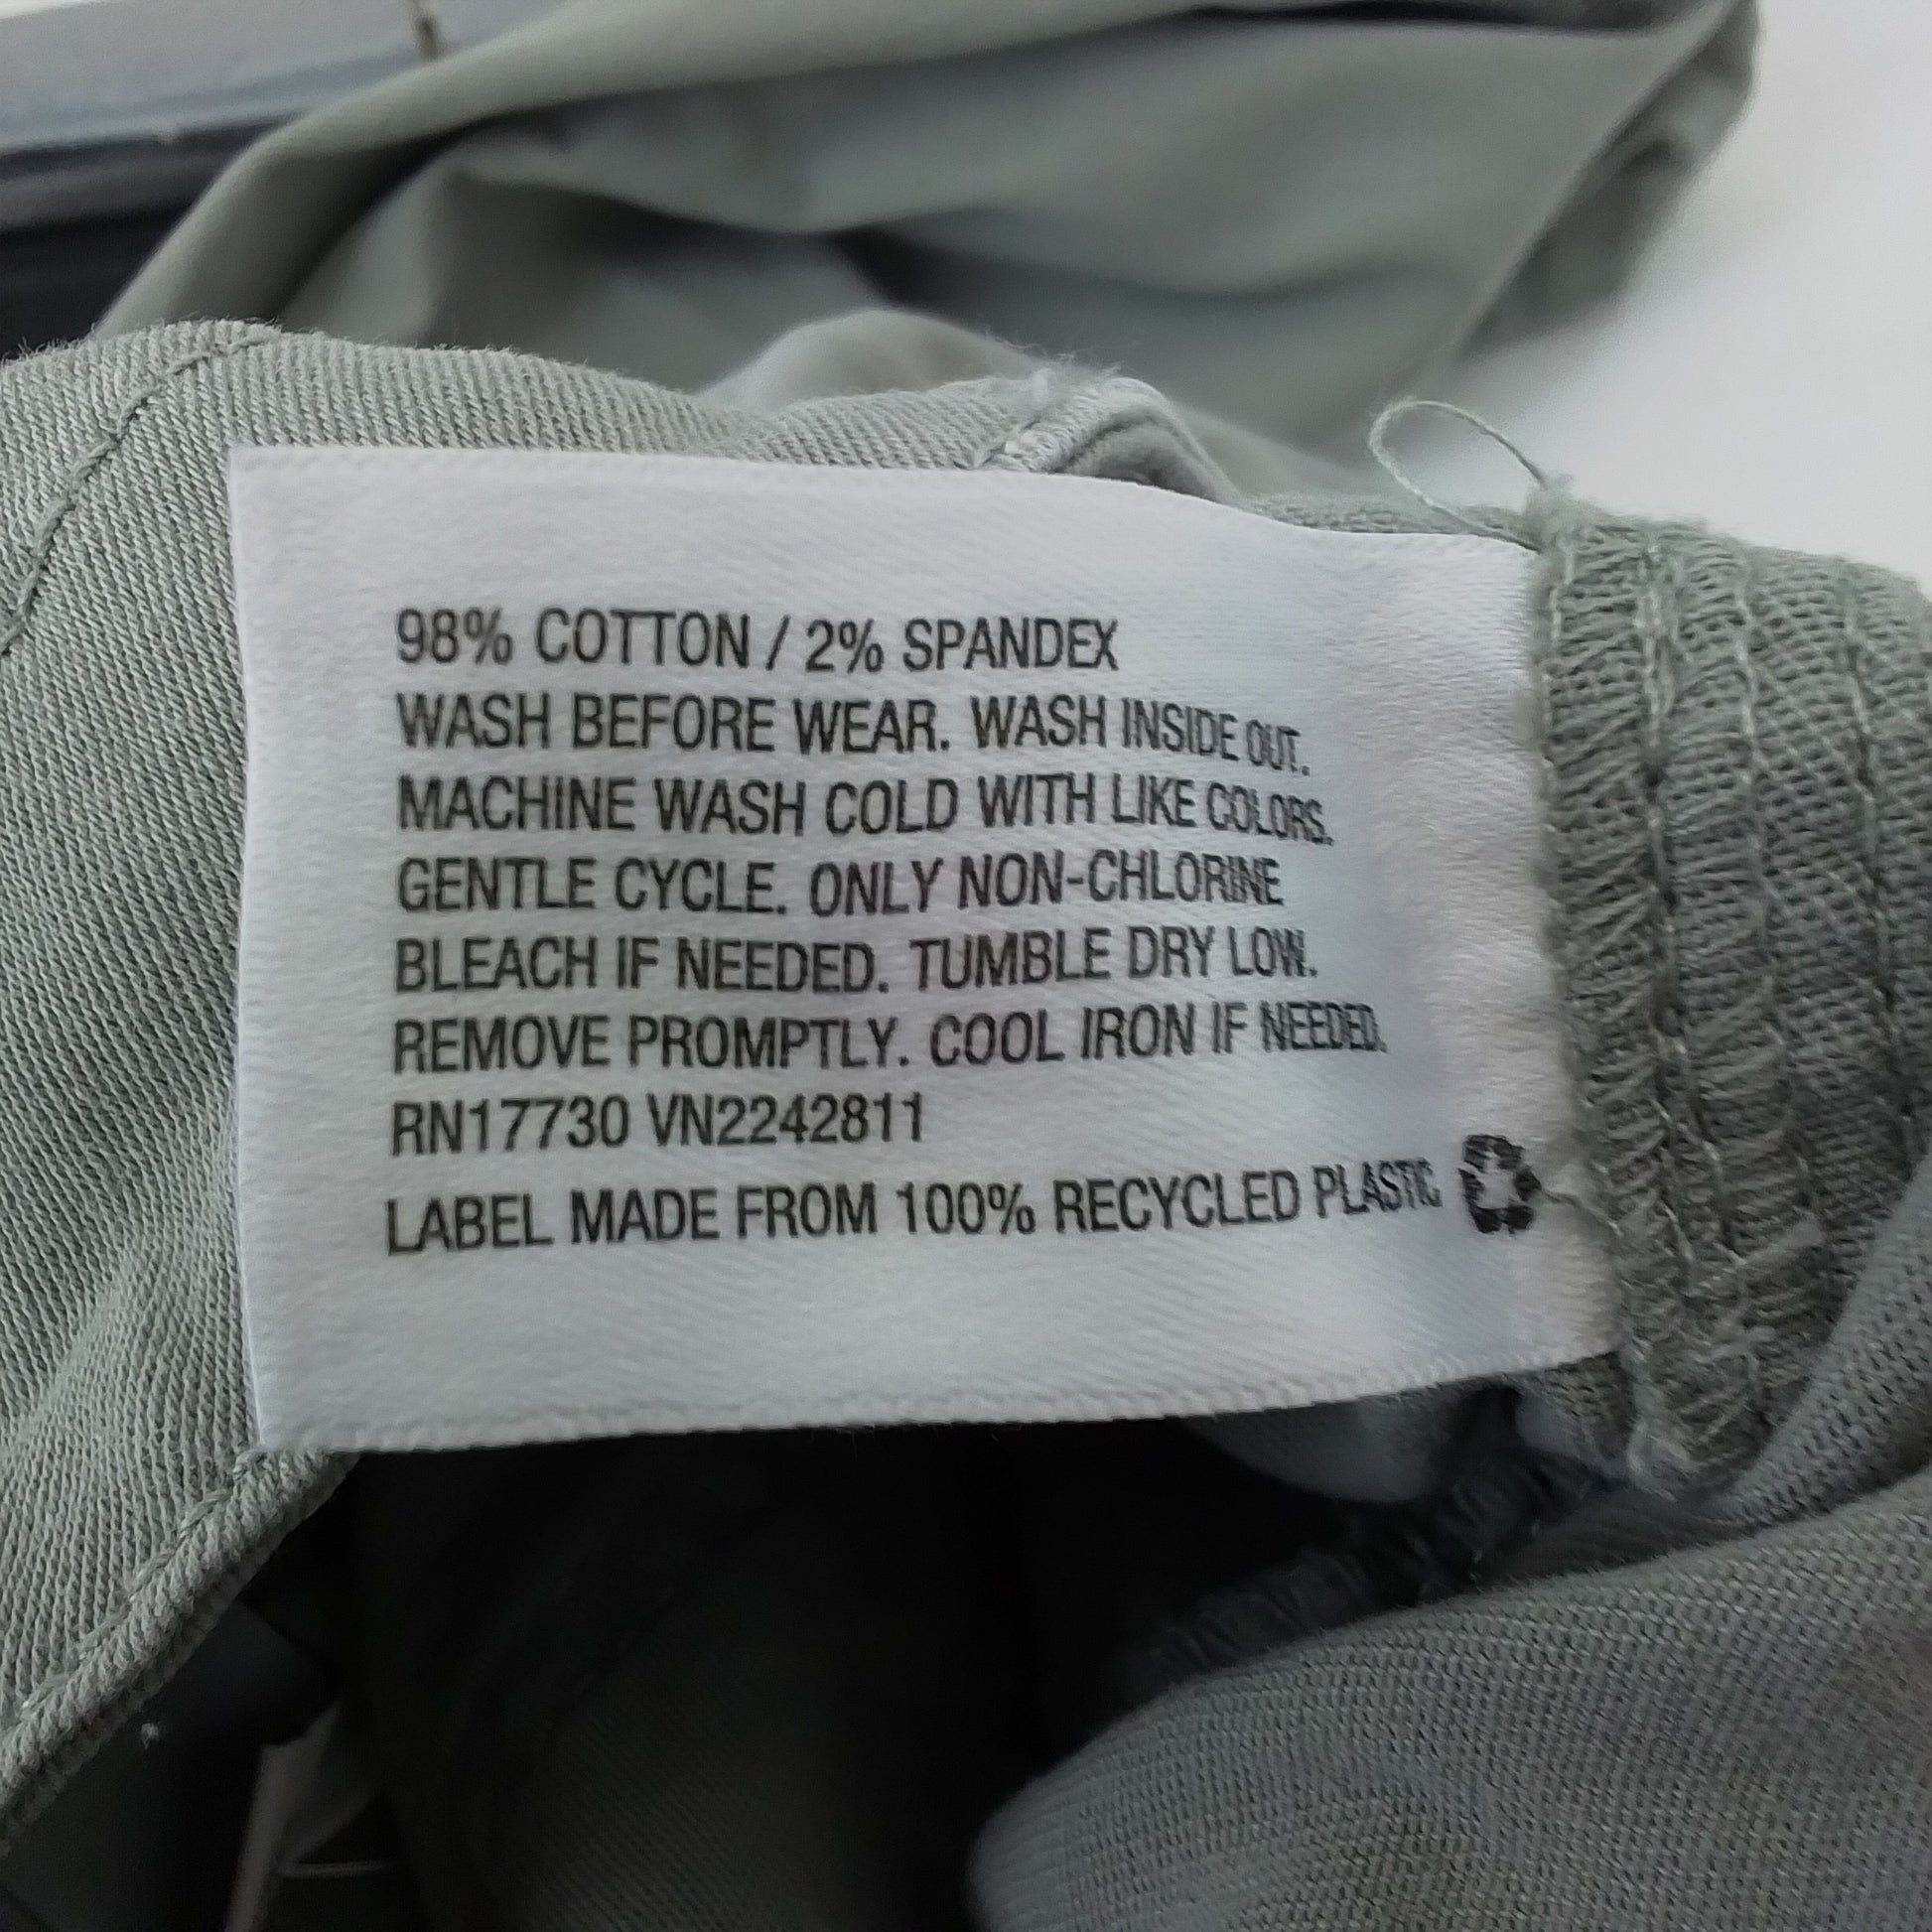 98% COTTON / 2% SPANDEX
WASH BEFORE WEAR. WASH INSIDE OUT.
MACHINE WASH COLD WITH LIKE COLORS.
GENTLE CYCLE. ONLY NON-CHLORINE
BLEACH IF NEEDED. TUMBLE DRY LOW.
REMOVE PROMPTLY. COOL IRON IF NEEDED.
RN17730 VN2242811
LABEL MADE FROM 100% RECYCLED PLASTIC